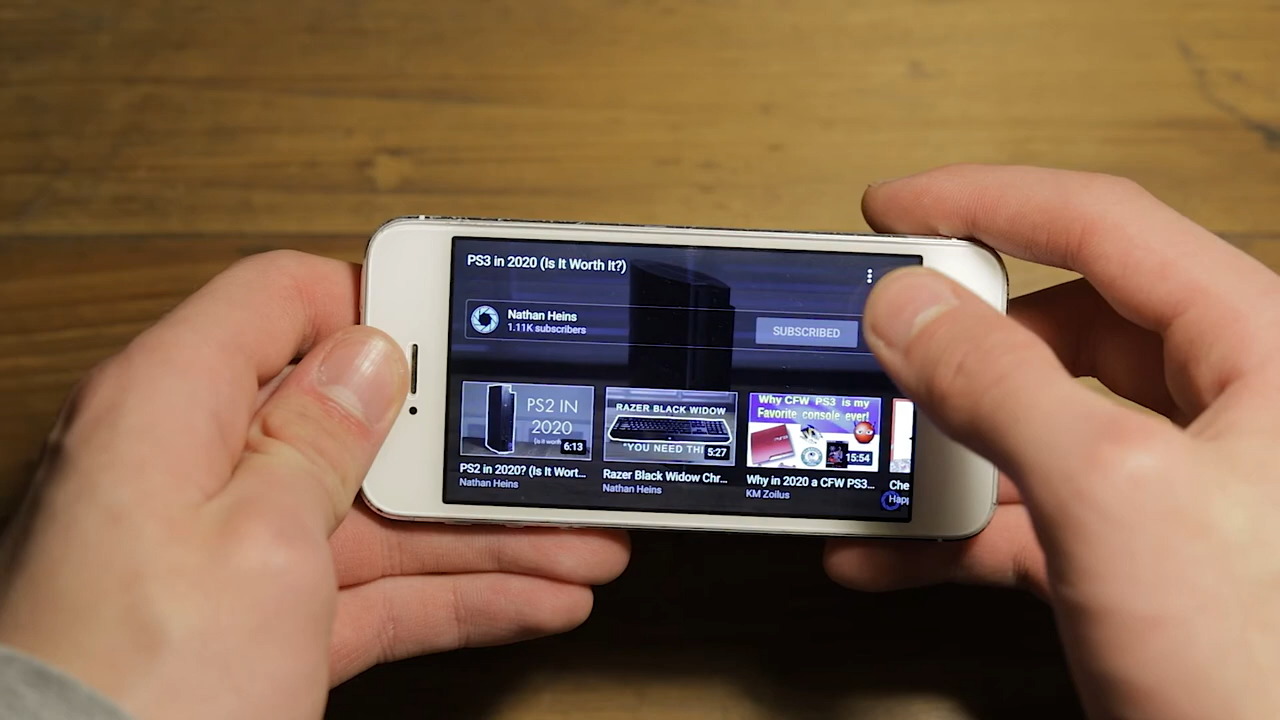 PS3 in 2020 (Is It Worth It?)
Nathan Heins
1.11K subscribers
SUBSCRIBED
PS2 IN
2020
6:13
RAZER BLACK WIDOW
"YOU NEED THI
5:27
Why CFW PS3 is my
Favorite console ever!
15:54
PS2 in 2020? (Is It Wort...
Nathan Heins
Razer Black Widow Chr...
Nathan Heins
Why in 2020 a CFW PS3...
KM Zoilus
Che
Happ